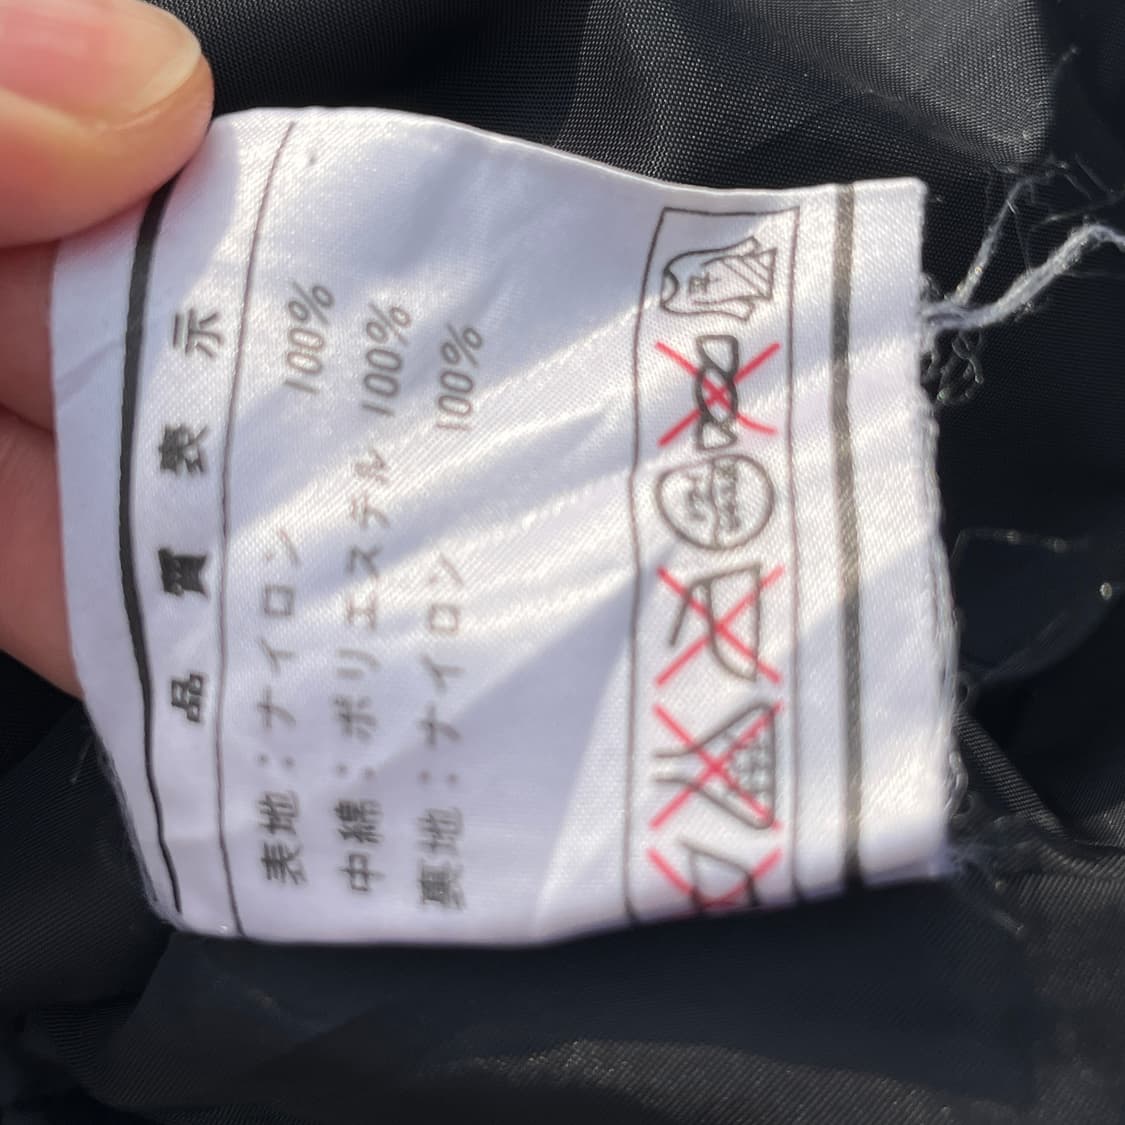 品質表示
表地：ナイロン 100%
中綿：ポリエステル 100%
裏地：ナイロン 100%